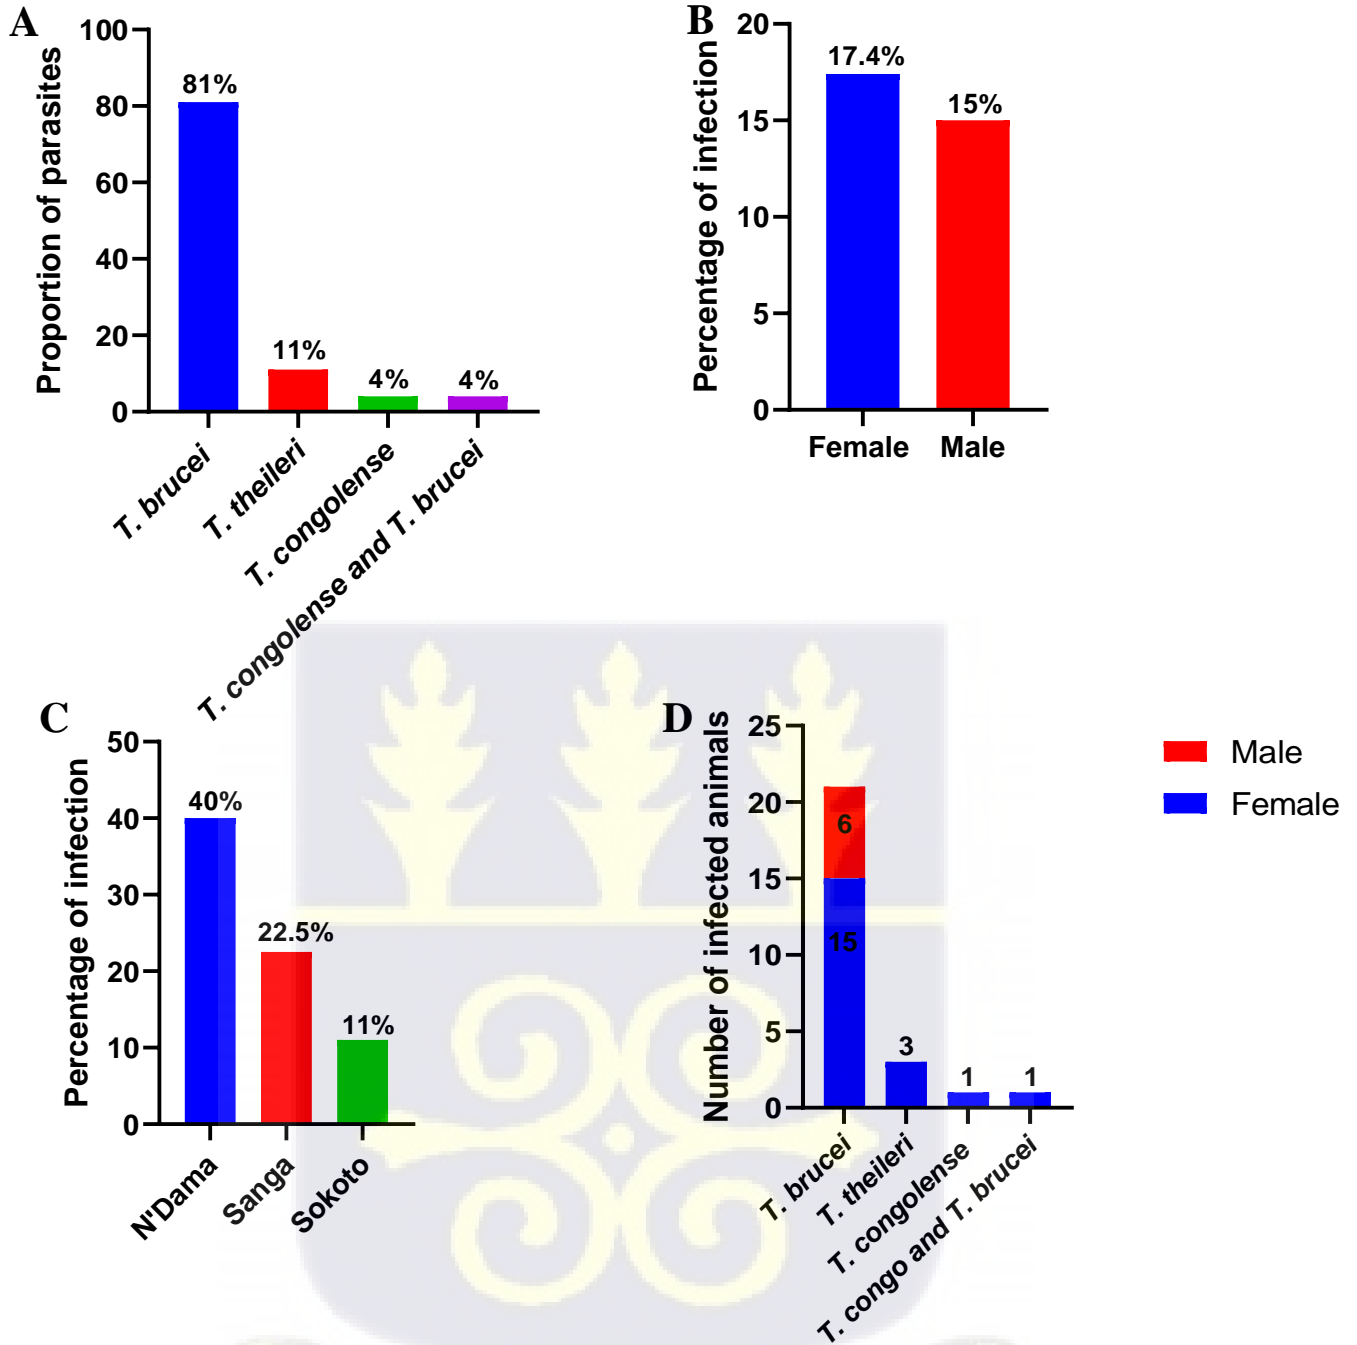 A
Proportion of parasites
100
80
60
40
20
0
81%
11%
4%
4%
T. brucei
T. theileri
T. congolense
T. congolense and T. brucei
B
Percentage of infection
20
15
10
5
0
17.4%
15%
Female
Male
C
Percentage of infection
50
40
30
20
10
0
40%
22.5%
11%
N'Dama
Sanga
Sokoto
D
Number of infected animals
25
20
15
10
5
0
6
15
3
1
1
T. brucei
T. theileri
T. congolense
T. congo and T. brucei
Male
Female